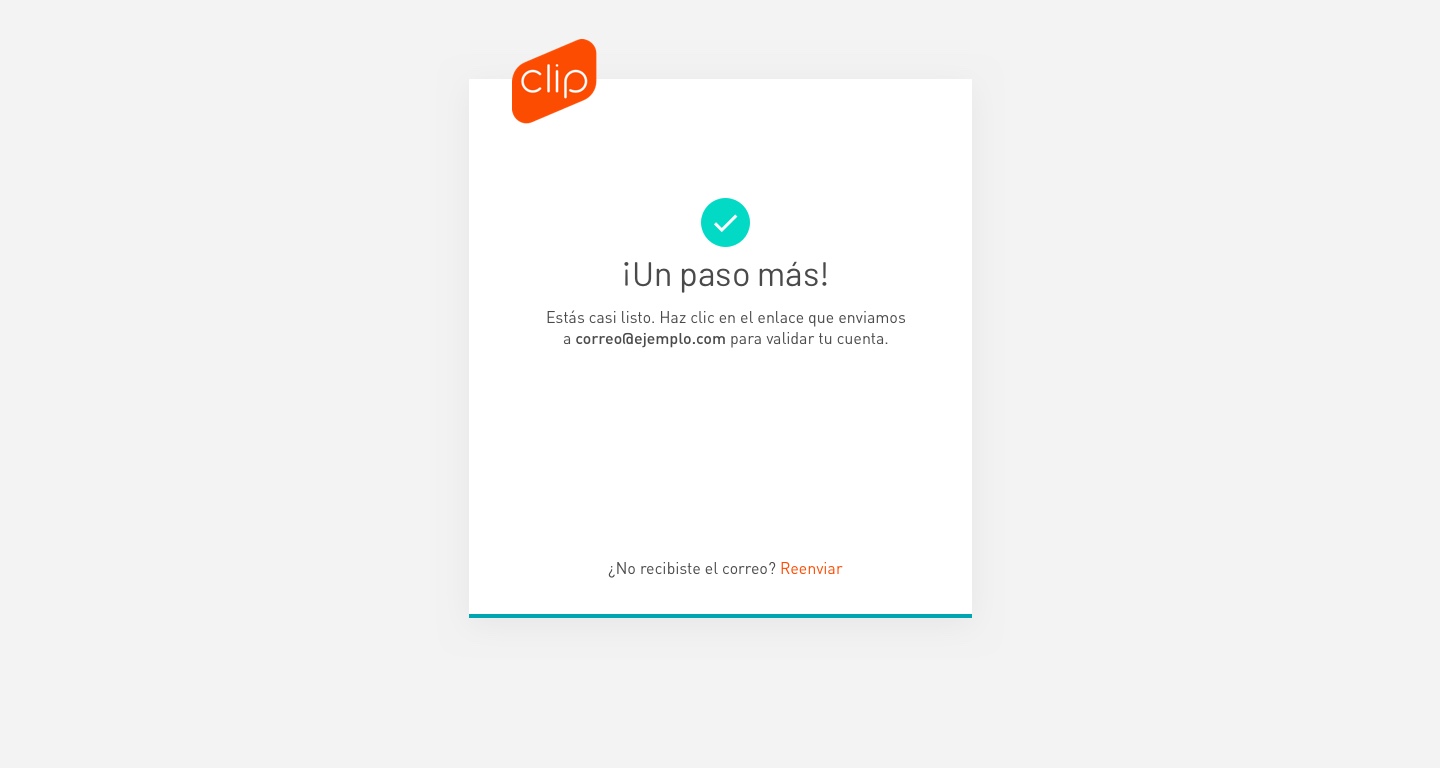 clip
¡Un paso más!
Estás casi listo. Haz clic en el enlace que enviamos
a correo@ejemplo.com para validar tu cuenta.
¿No recibiste el correo? Reenviar